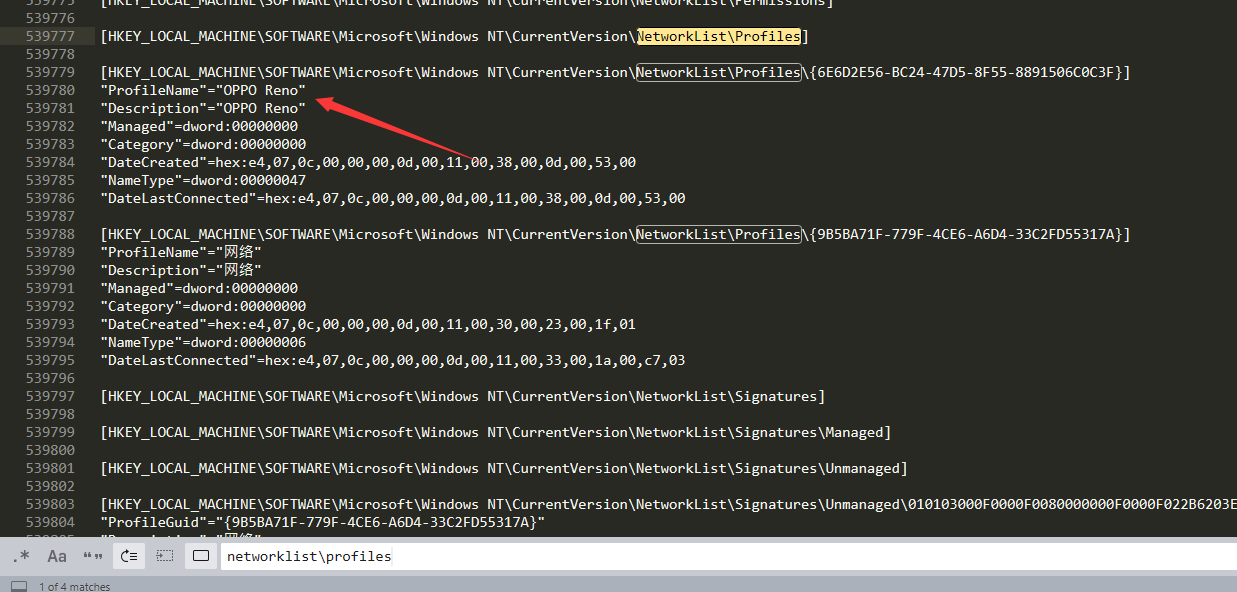 539775 [HKEY_LOCAL_MACHINE\SOFTWARE\Microsoft\Windows NT\CurrentVersion\NetworkList\Permissions]
539776
539777 [HKEY_LOCAL_MACHINE\SOFTWARE\Microsoft\Windows NT\CurrentVersion\NetworkList\Profiles]
539778
539779 [HKEY_LOCAL_MACHINE\SOFTWARE\Microsoft\Windows NT\CurrentVersion\NetworkList\Profiles\{6E6D2E56-BC24-47D5-8F55-8891506C0C3F}]
539780 "ProfileName"="OPPO Reno"
539781 "Description"="OPPO Reno"
539782 "Managed"=dword:00000000
539783 "Category"=dword:00000000
539784 "DateCreated"=hex:e4,07,0c,00,00,00,0d,00,11,00,38,00,0d,00,53,00
539785 "NameType"=dword:00000047
539786 "DateLastConnected"=hex:e4,07,0c,00,00,00,0d,00,11,00,38,00,0d,00,53,00
539787
539788 [HKEY_LOCAL_MACHINE\SOFTWARE\Microsoft\Windows NT\CurrentVersion\NetworkList\Profiles\{9B5BA71F-779F-4CE6-A6D4-33C2FD55317A}]
539789 "ProfileName"="网络"
539790 "Description"="网络"
539791 "Managed"=dword:00000000
539792 "Category"=dword:00000000
539793 "DateCreated"=hex:e4,07,0c,00,00,00,0d,00,11,00,30,00,23,00,1f,01
539794 "NameType"=dword:00000006
539795 "DateLastConnected"=hex:e4,07,0c,00,00,00,0d,00,11,00,33,00,1a,00,c7,03
539796
539797 [HKEY_LOCAL_MACHINE\SOFTWARE\Microsoft\Windows NT\CurrentVersion\NetworkList\Signatures]
539798
539799 [HKEY_LOCAL_MACHINE\SOFTWARE\Microsoft\Windows NT\CurrentVersion\NetworkList\Signatures\Managed]
539800
539801 [HKEY_LOCAL_MACHINE\SOFTWARE\Microsoft\Windows NT\CurrentVersion\NetworkList\Signatures\Unmanaged]
539802
539803 [HKEY_LOCAL_MACHINE\SOFTWARE\Microsoft\Windows NT\CurrentVersion\NetworkList\Signatures\Unmanaged\010103000F0000F0080000000F0000F022B6203E
539804 "ProfileGuid"="{9B5BA71F-779F-4CE6-A6D4-33C2FD55317A}"
539805 "Description"="网络"
.* Aa “” networklist\profiles
1 of 4 matches